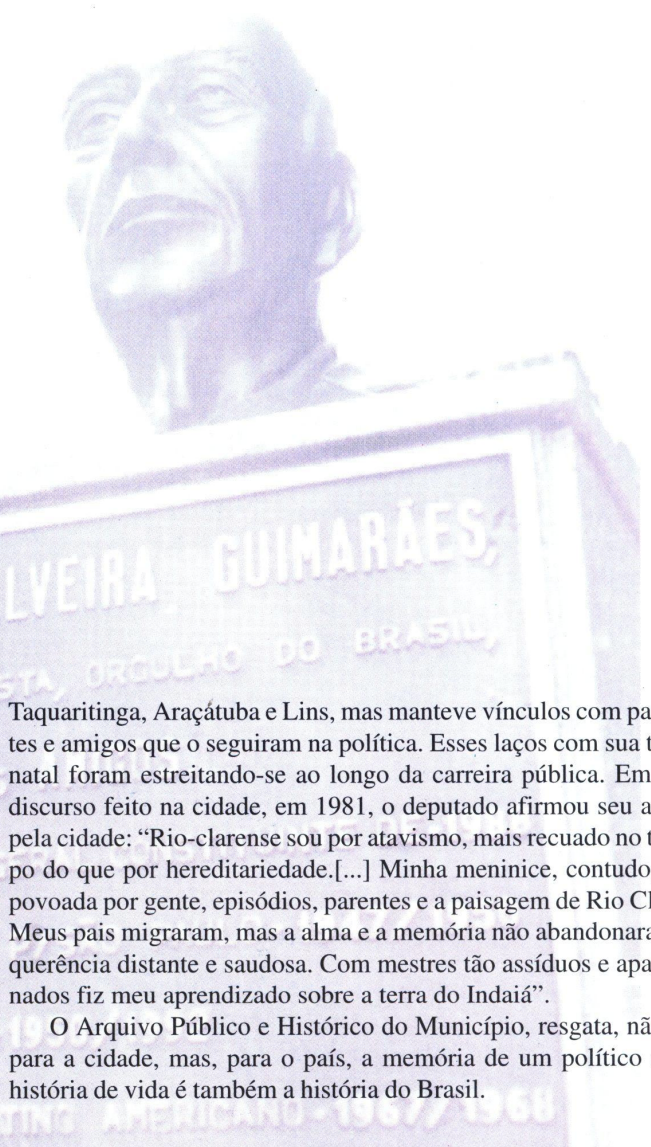 LVEIRA GUIMARÃES,
STA, ORGULHO DO BRASIL,
Taquaritinga, Araçátuba e Lins, mas manteve vínculos com pa
tes e amigos que o seguiram na política. Esses laços com sua t
natal foram estreitando-se ao longo da carreira pública. Em
discurso feito na cidade, em 1981, o deputado afirmou seu a
pela cidade: “Rio-clarense sou por atavismo, mais recuado no t
po do que por hereditariedade.[...] Minha meninice, contudo
povoada por gente, episódios, parentes e a paisagem de Rio Cl
Meus pais migraram, mas a alma e a memória não abandonara
querência distante e saudosa. Com mestres tão assíduos e apa
nados fiz meu aprendizado sobre a terra do Indaiá”.
O Arquivo Público e Histórico do Município, resgata, nã
para a cidade, mas, para o país, a memória de um político
história de vida é também a história do Brasil.
TINO AMERICANO - 1967/1968